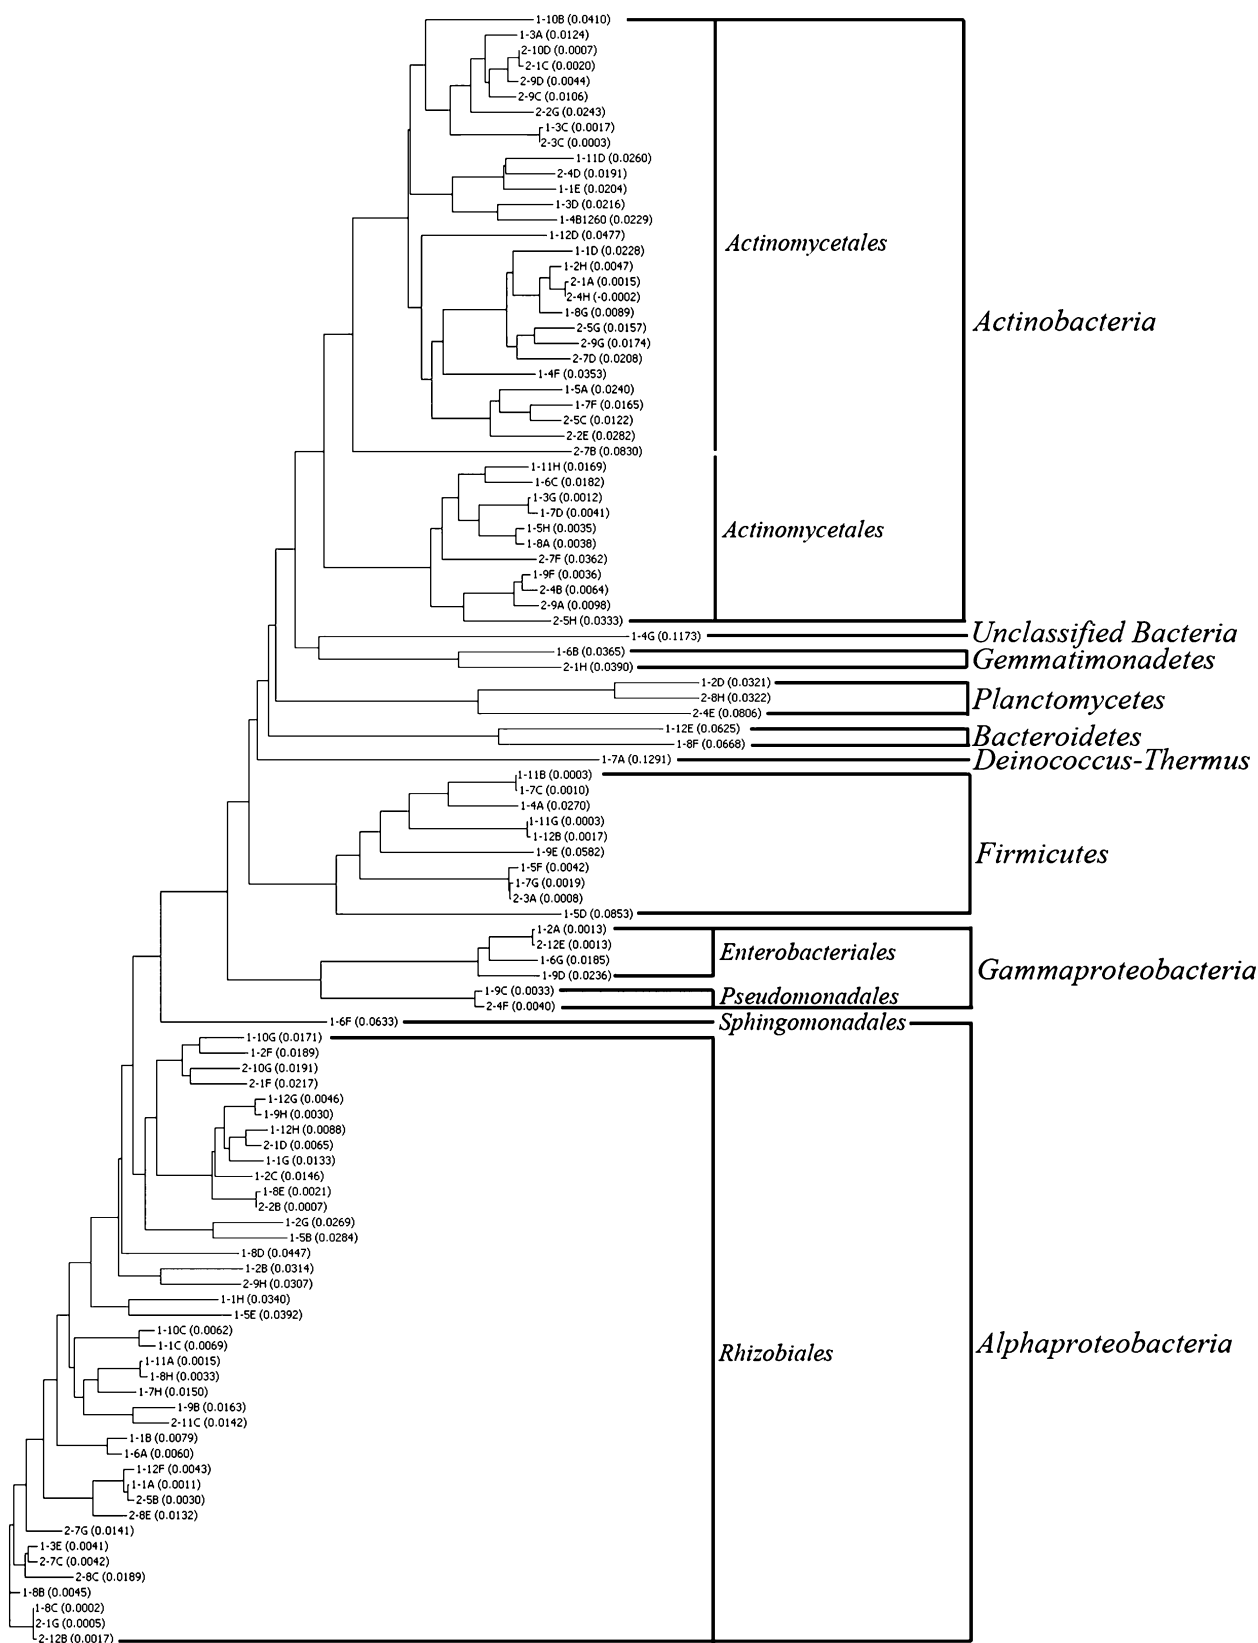 1-10B (0.0410)
1-3A (0.0124)
2-10D (0.0007)
2-1C (0.0020)
2-9D (0.0044)
2-9C (0.0106)
2-2G (0.0243)
1-3C (0.0017)
2-3C (0.0003)
1-11D (0.0260)
2-4D (0.0191)
1-1E (0.0204)
1-3D (0.0216)
1-4B1260 (0.0229)
1-12D (0.0477)
Actinomycetales
1-1D (0.0228)
1-2H (0.0047)
2-1A (0.0015)
2-4H (-0.0002)
1-8G (0.0089)
Actinobacteria
2-5G (0.0157)
2-9G (0.0174)
2-7D (0.0208)
1-4F (0.0353)
1-5A (0.0240)
1-7F (0.0165)
2-5C (0.0122)
2-2E (0.0282)
2-7B (0.0830)
1-11H (0.0169)
1-6C (0.0182)
1-3G (0.0012)
1-7D (0.0041)
1-5H (0.0035)
Actinomycetales
1-8A (0.0038)
2-7F (0.0362)
1-9F (0.0036)
2-4B (0.0064)
2-9A (0.0098)
2-5H (0.0333)
1-4G (0.1173) Unclassified Bacteria
1-6B (0.0365)
Gemmatimonadetes
2-1H (0.0390)
1-2D (0.0321)
2-8H (0.0322)
Planctomycetes
2-4E (0.0806)
1-12E (0.0625)
Bacteroidetes
1-8F (0.0668)
1-7A (0.1291) Deinococcus-Thermus
1-11B (0.0003)
1-7C (0.0010)
1-4A (0.0270)
1-11G (0.0003)
1-12B (0.0017)
1-9E (0.0582)
Firmicutes
1-5F (0.0042)
1-7G (0.0019)
2-3A (0.0008)
1-5D (0.0853)
1-2A (0.0013)
2-12E (0.0013)
Enterobacteriales
1-6G (0.0185)
Gammaproteobacteria
1-9D (0.0236)
1-9C (0.0033)
Pseudomonadales
2-4F (0.0040)
1-6F (0.0633) Sphingomonadales
1-10G (0.0171)
1-2F (0.0189)
2-10G (0.0191)
2-1F (0.0217)
1-12G (0.0046)
1-9H (0.0030)
1-12H (0.0088)
2-1D (0.0065)
1-1G (0.0133)
1-2C (0.0146)
1-8E (0.0021)
2-2B (0.0007)
1-2G (0.0269)
1-5B (0.0284)
1-8D (0.0447)
1-2B (0.0314)
2-9H (0.0307)
1-1H (0.0340)
1-5E (0.0392)
1-10C (0.0062)
1-1C (0.0069)
Alphaproteobacteria
Rhizobiales
1-11A (0.0015)
1-8H (0.0033)
1-7H (0.0150)
1-9B (0.0163)
2-11C (0.0142)
1-1B (0.0079)
1-6A (0.0060)
1-12F (0.0043)
1-1A (0.0011)
2-5B (0.0030)
2-8E (0.0132)
2-7G (0.0141)
1-3E (0.0041)
2-7C (0.0042)
2-8C (0.0189)
1-8B (0.0045)
1-8C (0.0002)
2-1G (0.0005)
2-12B (0.0017)